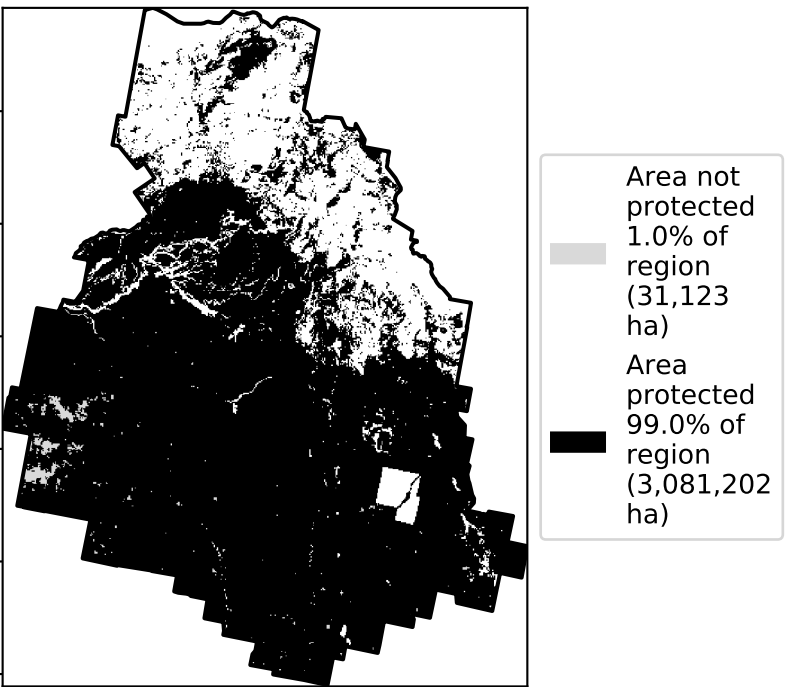 Area not
protected
1.0% of
region
(31,123
ha)
Area
protected
99.0% of
region
(3,081,202
ha)